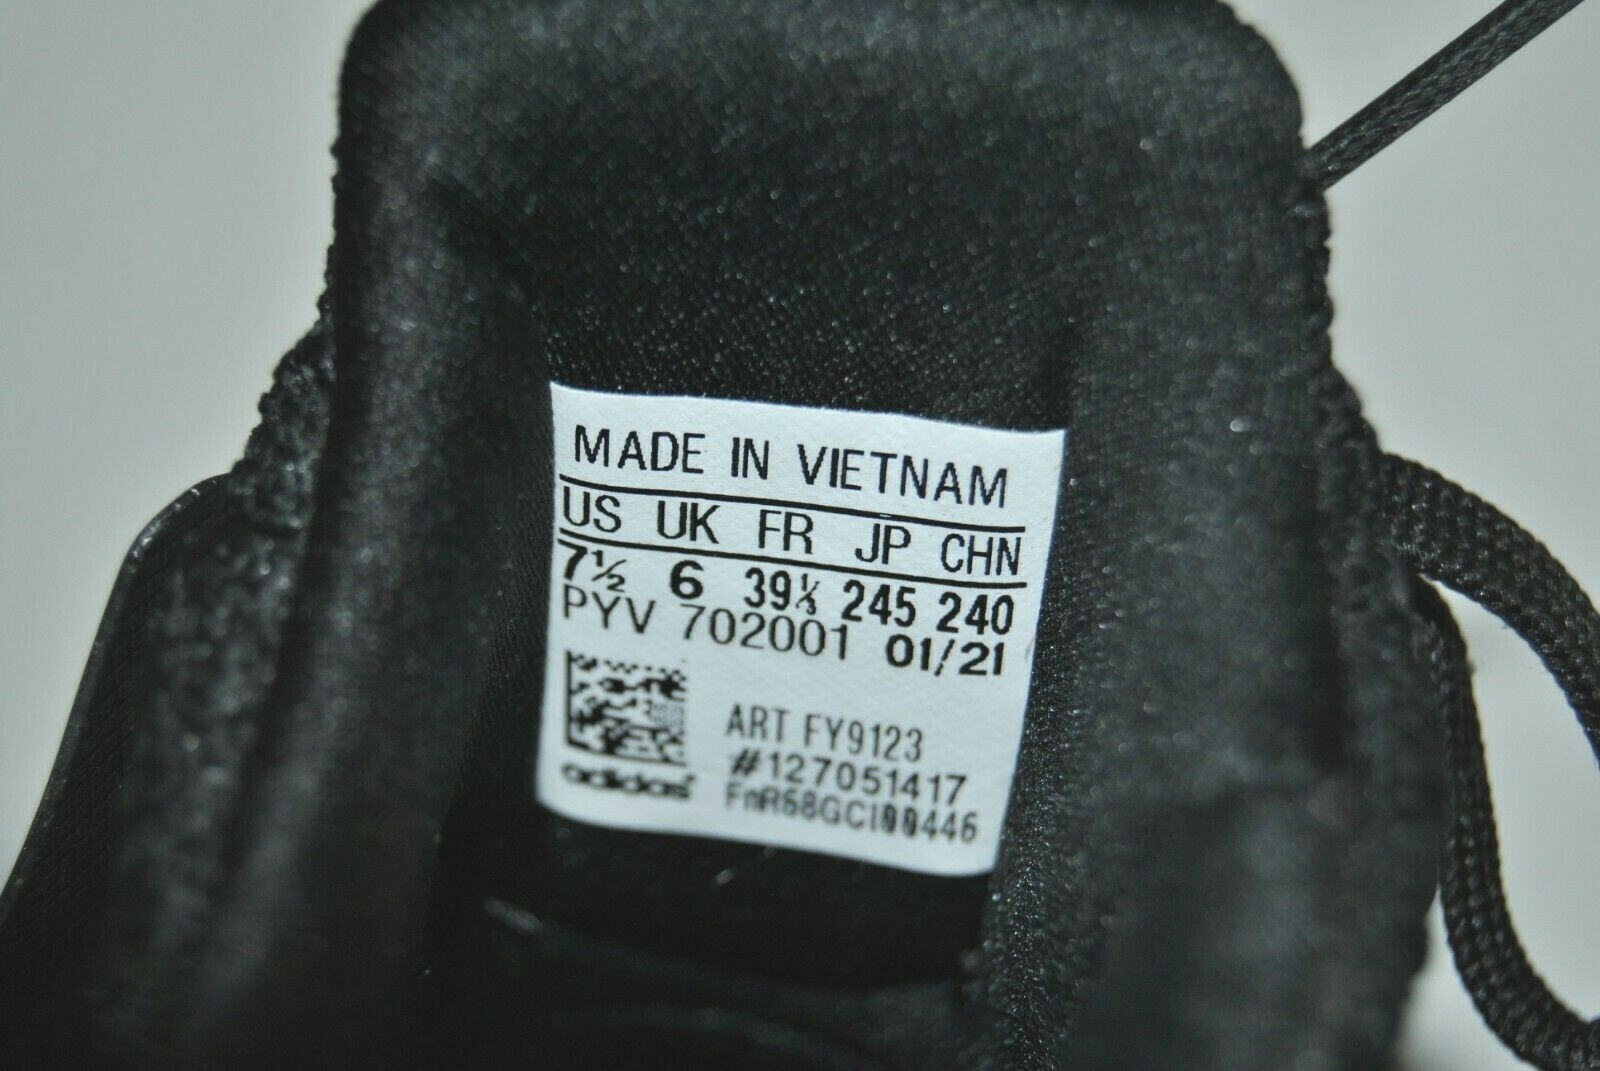 MADE IN VIETNAM
US UK FR JP CHN
7½ 6 39⅓ 245 240
PYV 702001 01/21
ART FY9123
#127051417
adidas FnR68GCI00446